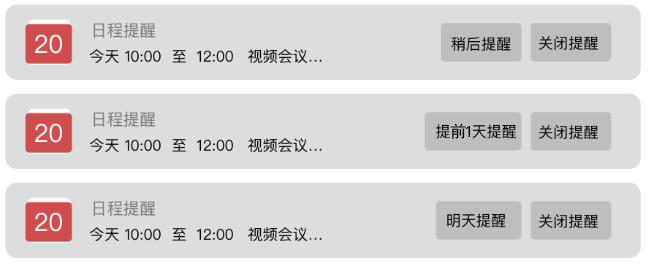 20 日程提醒
今天 10:00 至 12:00 视频会议... 稍后提醒 关闭提醒
20 日程提醒
今天 10:00 至 12:00 视频会议... 提前1天提醒 关闭提醒
20 日程提醒
今天 10:00 至 12:00 视频会议... 明天提醒 关闭提醒